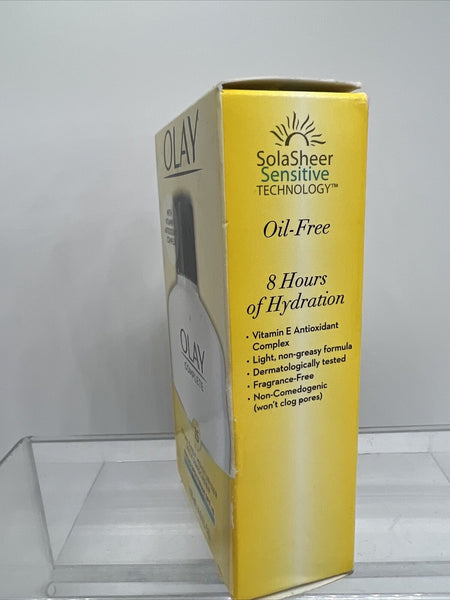 OLAY
OLAY
COMPLETE
SolaSheer
Sensitive
TECHNOLOGY™
Oil-Free
8 Hours
of Hydration
• Vitamin E Antioxidant
Complex
• Light, non-greasy formula
• Dermatologically tested
• Fragrance-Free
• Non-Comedogenic
(won't clog pores)